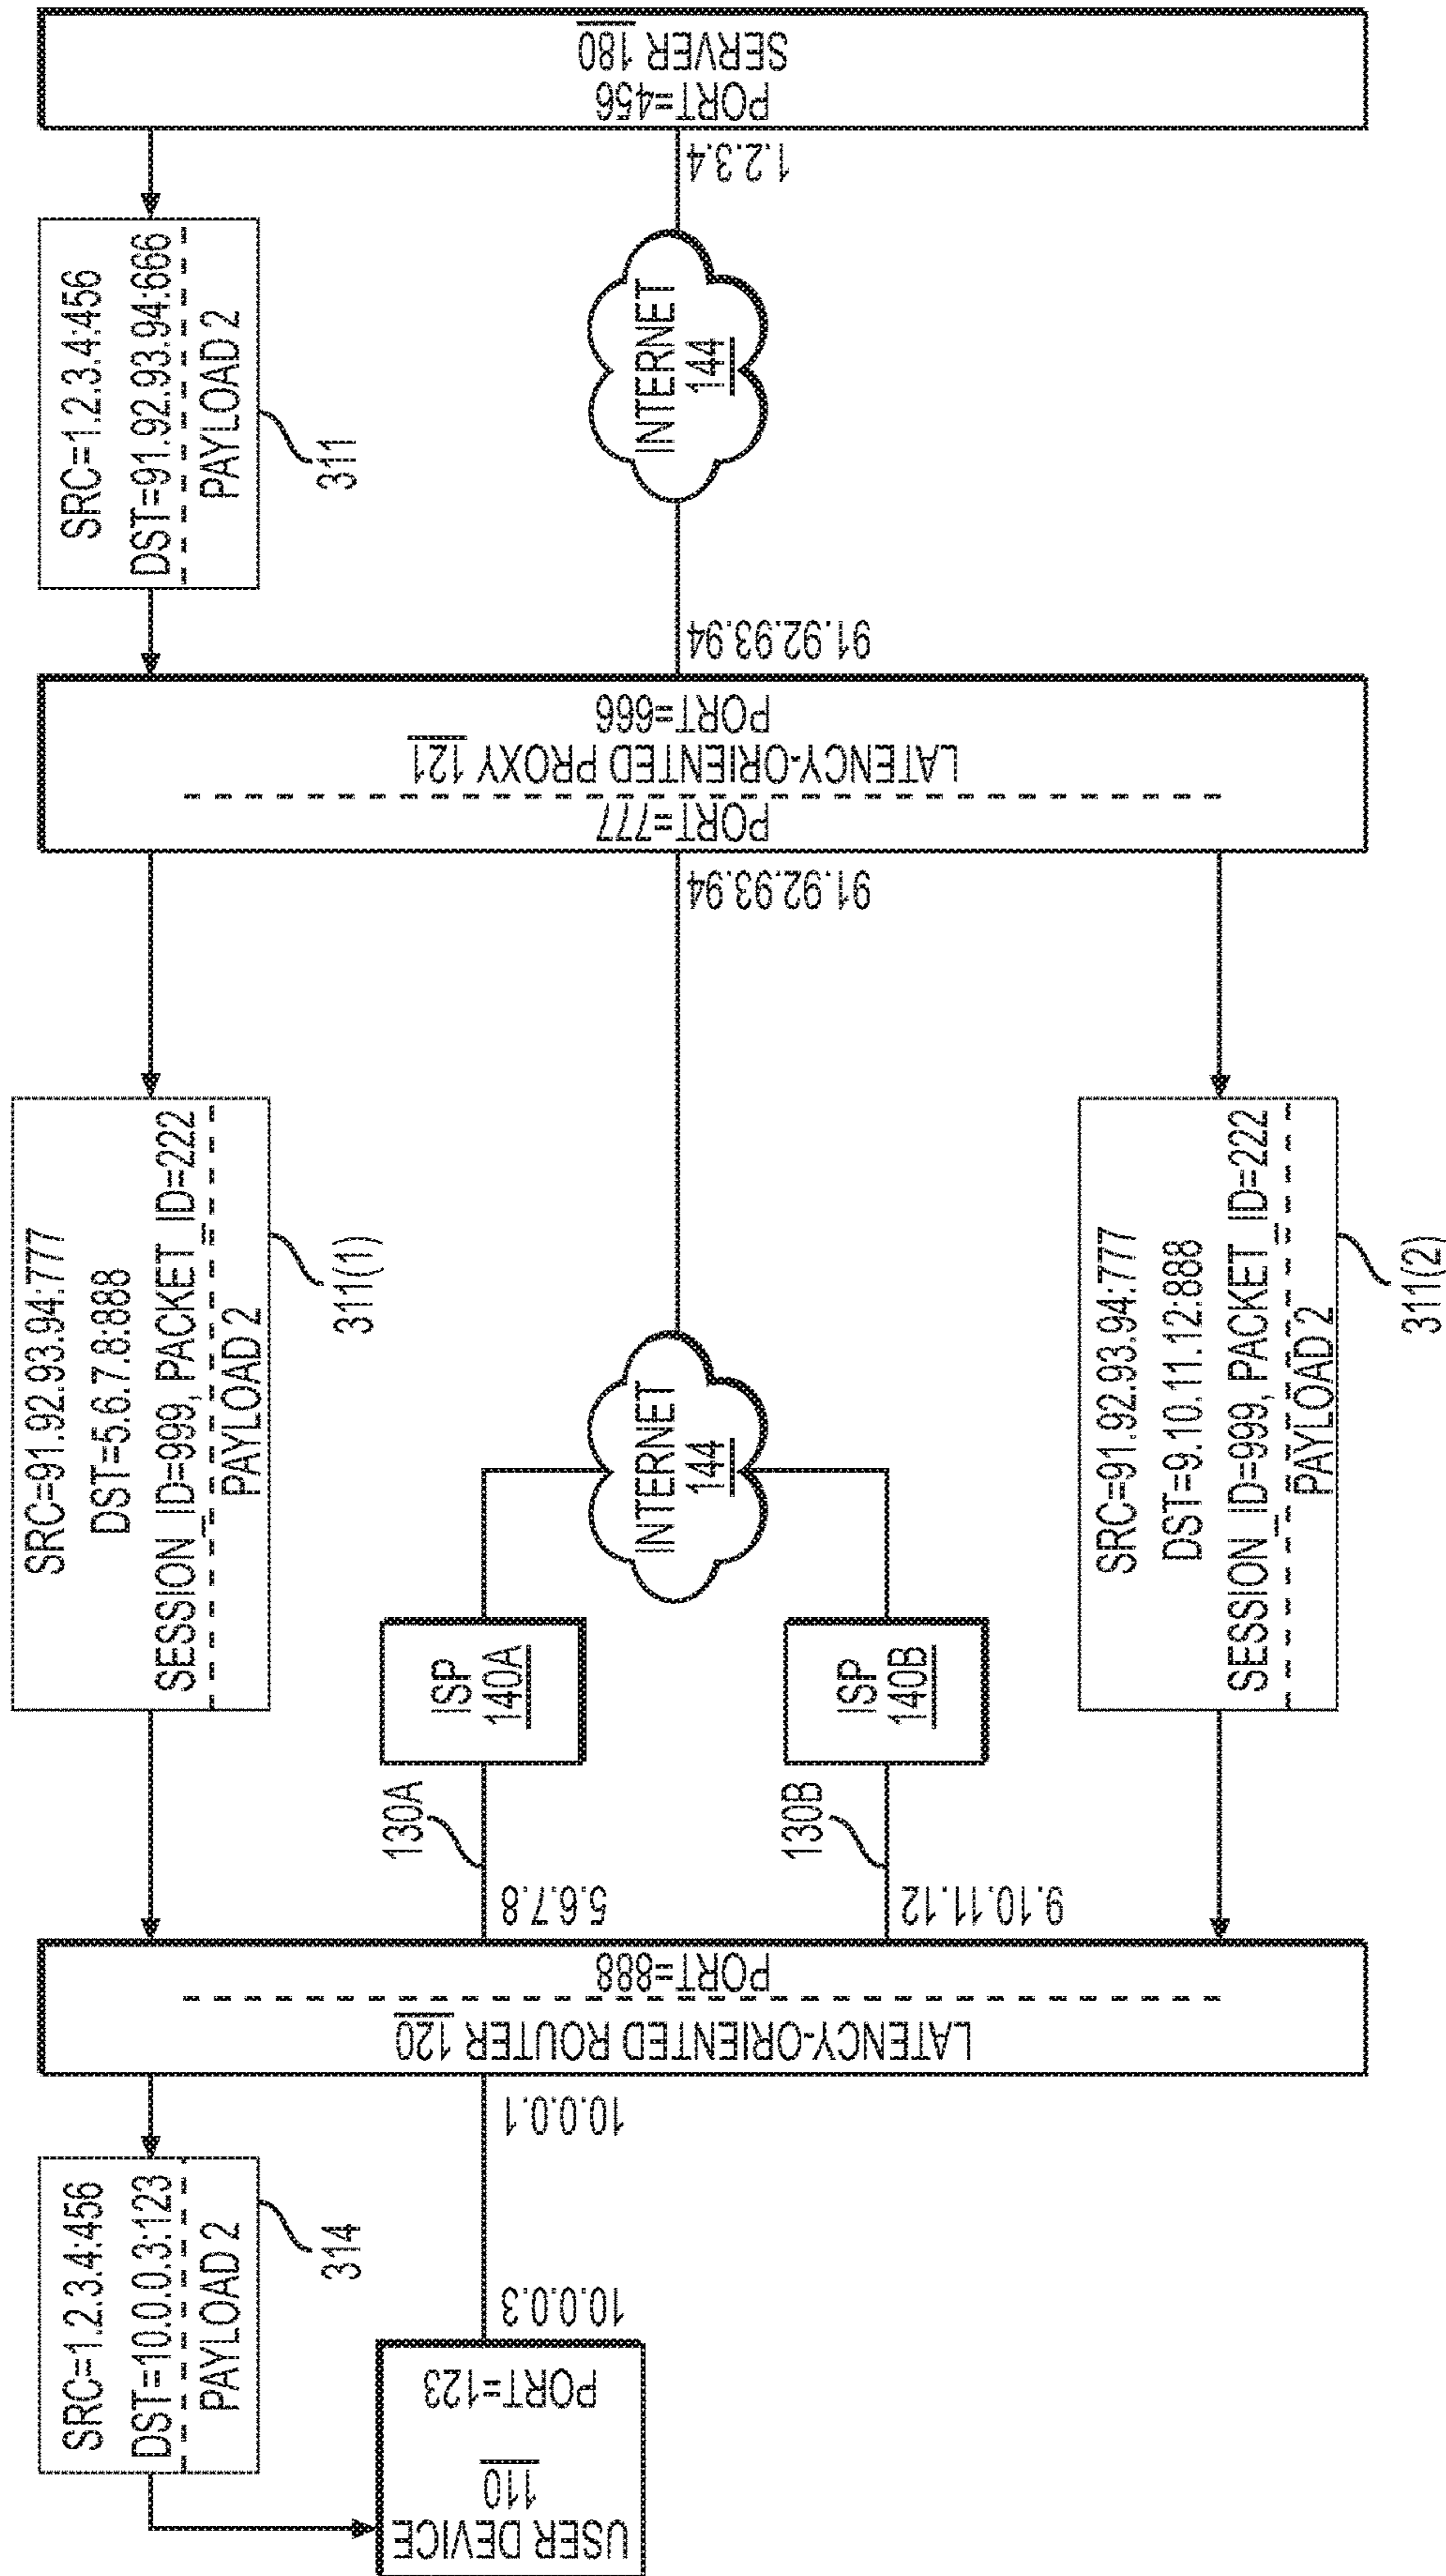 SRC=1.2.3.4:456
DST=10.0.0.3:123
PAYLOAD 2
314
USER DEVICE
110
PORT=123
10.0.0.3
10.0.0.1
LATENCY-ORIENTED ROUTER 120
PORT=888
SRC=91.92.93.94:777
DST=5.6.7.8:888
SESSION_ID=999, PACKET_ID=222
PAYLOAD 2
311(1)
130A
5.6.7.8
ISP
140A
130B
9.10.11.12
ISP
140B
INTERNET
144
SRC=91.92.93.94:777
DST=9.10.11.12:888
SESSION_ID=999, PACKET_ID=222
PAYLOAD 2
311(2)
91.92.93.94
PORT=777
LATENCY-ORIENTED PROXY 121
PORT=666
91.92.93.94
SRC=1.2.3.4:456
DST=91.92.93.94:666
PAYLOAD 2
311
INTERNET
144
1.2.3.4
PORT=456
SERVER 180